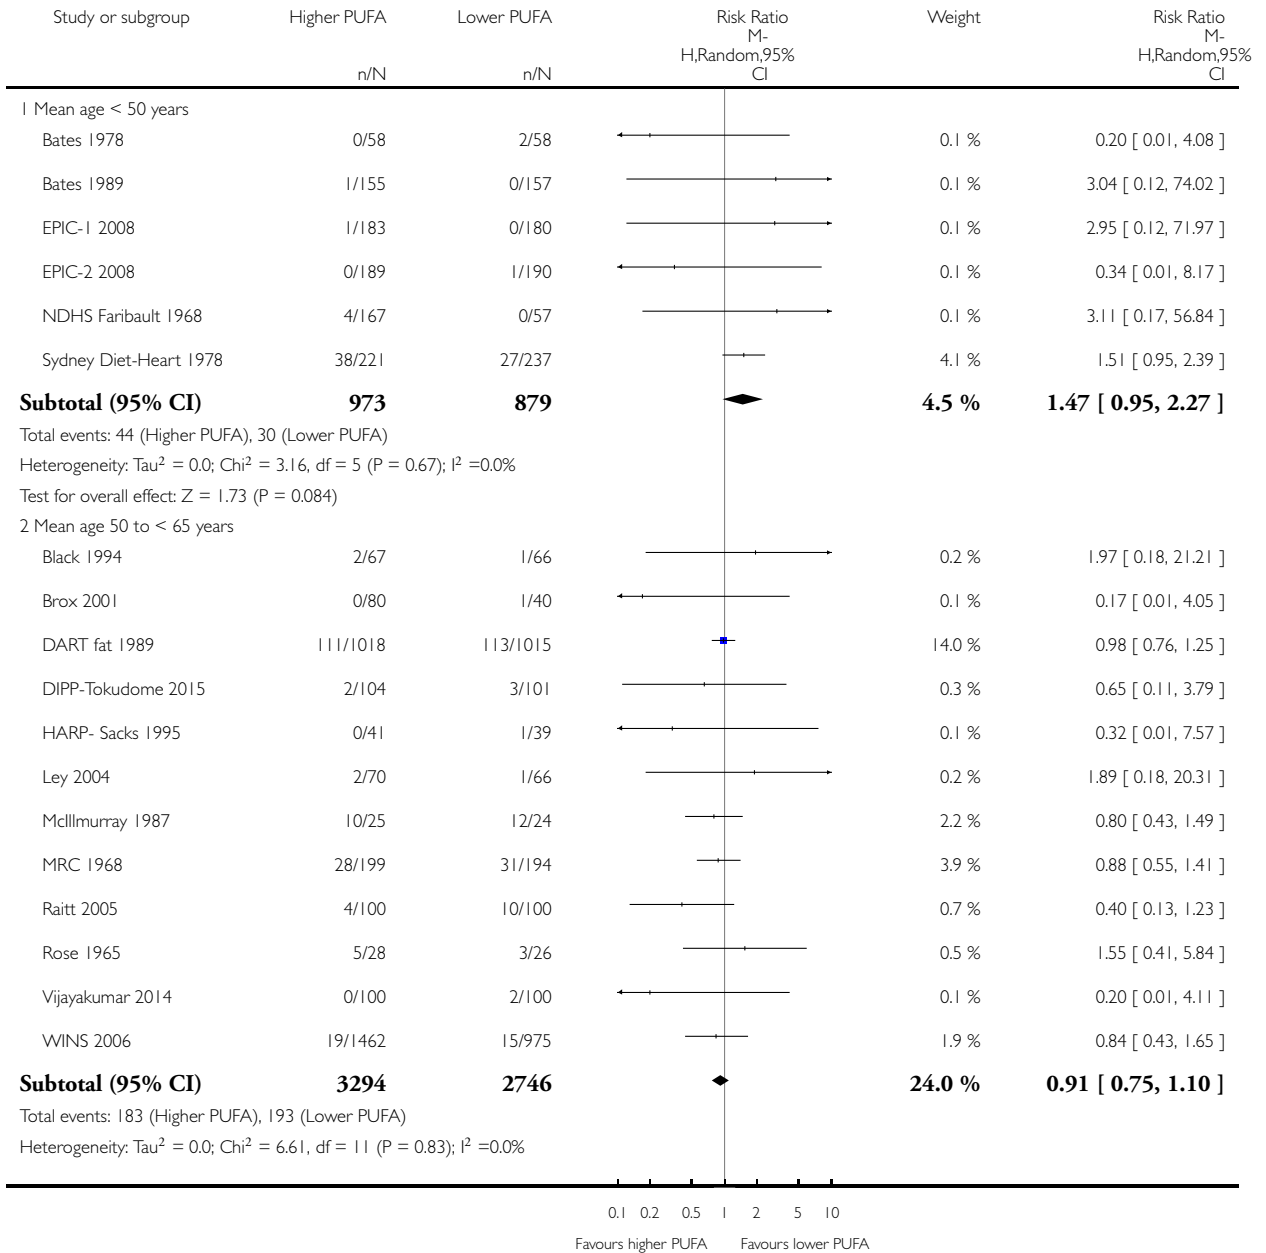 Study or subgroup Higher PUFA Lower PUFA Risk Ratio Weight Risk Ratio
M- M-
H,Random,95% H,Random,95%
n/N n/N CI CI
1 Mean age < 50 years
Bates 1978 0/58 2/58 0.1 % 0.20 [ 0.01, 4.08 ]
Bates 1989 1/155 0/157 0.1 % 3.04 [ 0.12, 74.02 ]
EPIC-1 2008 1/183 0/180 0.1 % 2.95 [ 0.12, 71.97 ]
EPIC-2 2008 0/189 1/190 0.1 % 0.34 [ 0.01, 8.17 ]
NDHS Faribault 1968 4/167 0/57 0.1 % 3.11 [ 0.17, 56.84 ]
Sydney Diet-Heart 1978 38/221 27/237 4.1 % 1.51 [ 0.95, 2.39 ]
Subtotal (95% CI) 973 879 4.5 % 1.47 [ 0.95, 2.27 ]
Total events: 44 (Higher PUFA), 30 (Lower PUFA)
Heterogeneity: Tau² = 0.0; Chi² = 3.16, df = 5 (P = 0.67); I² =0.0%
Test for overall effect: Z = 1.73 (P = 0.084)
2 Mean age 50 to < 65 years
Black 1994 2/67 1/66 0.2 % 1.97 [ 0.18, 21.21 ]
Brox 2001 0/80 1/40 0.1 % 0.17 [ 0.01, 4.05 ]
DART fat 1989 111/1018 113/1015 14.0 % 0.98 [ 0.76, 1.25 ]
DIPP-Tokudome 2015 2/104 3/101 0.3 % 0.65 [ 0.11, 3.79 ]
HARP- Sacks 1995 0/41 1/39 0.1 % 0.32 [ 0.01, 7.57 ]
Ley 2004 2/70 1/66 0.2 % 1.89 [ 0.18, 20.31 ]
McIllmurray 1987 10/25 12/24 2.2 % 0.80 [ 0.43, 1.49 ]
MRC 1968 28/199 31/194 3.9 % 0.88 [ 0.55, 1.41 ]
Raitt 2005 4/100 10/100 0.7 % 0.40 [ 0.13, 1.23 ]
Rose 1965 5/28 3/26 0.5 % 1.55 [ 0.41, 5.84 ]
Vijayakumar 2014 0/100 2/100 0.1 % 0.20 [ 0.01, 4.11 ]
WINS 2006 19/1462 15/975 1.9 % 0.84 [ 0.43, 1.65 ]
Subtotal (95% CI) 3294 2746 24.0 % 0.91 [ 0.75, 1.10 ]
Total events: 183 (Higher PUFA), 193 (Lower PUFA)
Heterogeneity: Tau² = 0.0; Chi² = 6.61, df = 11 (P = 0.83); I² =0.0%
0.1 0.2 0.5 1 2 5 10
Favours higher PUFA Favours lower PUFA